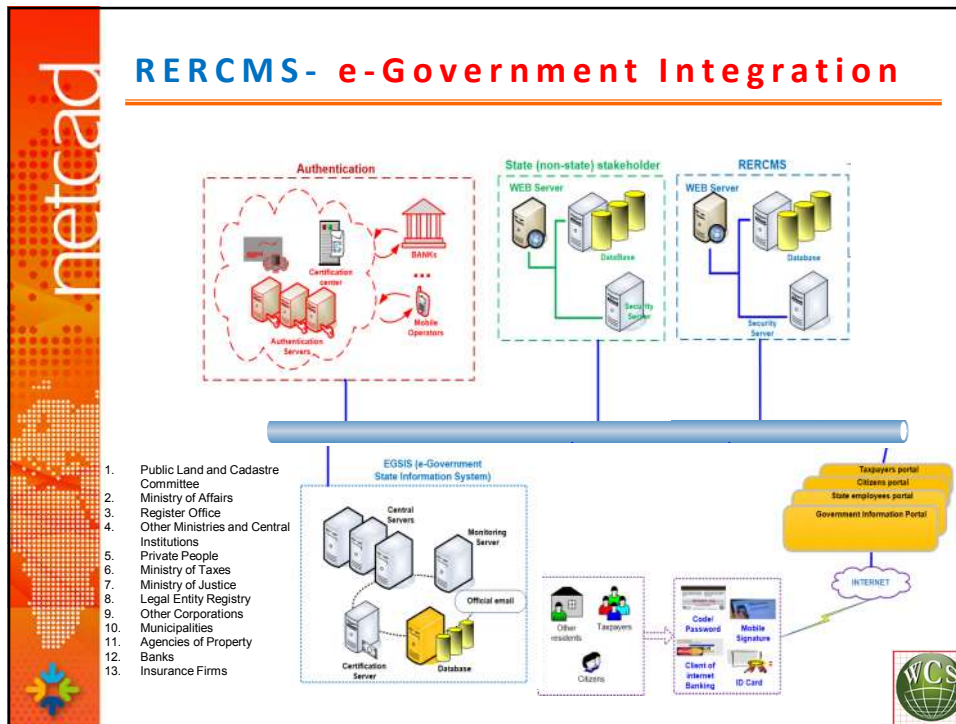 netcad
RERCMS- e-Government Integration
Authentication
Certification
center
BANKs
...
Mobile
Operators
Authentication
Servers
State (non-state) stakeholder
WEB Server
DataBase
Security
Server
RERCMS
WEB Server
Database
Security
Server
1. Public Land and Cadastre
Committee
2. Ministry of Affairs
3. Register Office
4. Other Ministries and Central
Institutions
5. Private People
6. Ministry of Taxes
7. Ministry of Justice
8. Legal Entity Registry
9. Other Corporations
10. Municipalities
11. Agencies of Property
12. Banks
13. Insurance Firms
EGSIS (e-Government
State Information System)
Central
Servers
Monitoring
Server
Official email
Certification
Server
Database
Other
residents
Taxpayers
Citizens
Code/
Password
Mobile
Signature
Client of
internet
Banking
ID Card
Taxpayers portal
Citizens portal
State employees portal
Government Information Portal
INTERNET
WCS